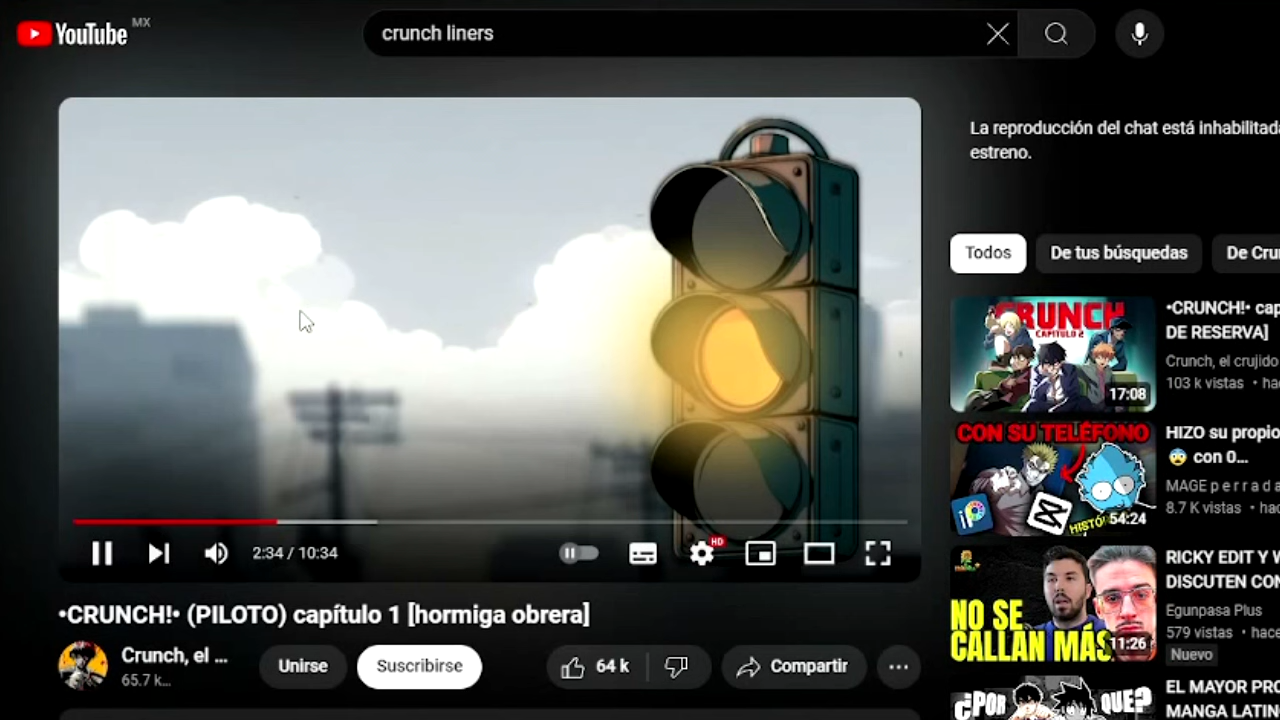 YouTube MX
crunch liners
La reproducción del chat está inhabilitada
estreno.
Todos
De tus búsquedas
De Cru
CRUNCH
CAPITULO 2
17:08
•CRUNCH!• cap
DE RESERVA]
Crunch, el crujido
103 k vistas • hac
CON SU TELÉFONO
HISTÓ
54:24
HIZO su propio
😨 con 0...
MAGE p e r r a d a
8.7 K vistas • hac
NO SE
CALLAN MÁS
11:26
RICKY EDIT Y W
DISCUTEN CON
Egunpasa Plus
579 vistas • hace
Nuevo
¿POR QUE?
EL MAYOR PRO
MANGA LATIN
2:34 / 10:34
HD
•CRUNCH!• (PILOTO) capítulo 1 [hormiga obrera]
Crunch, el ...
65.7 k...
Unirse
Suscribirse
64 k
Compartir